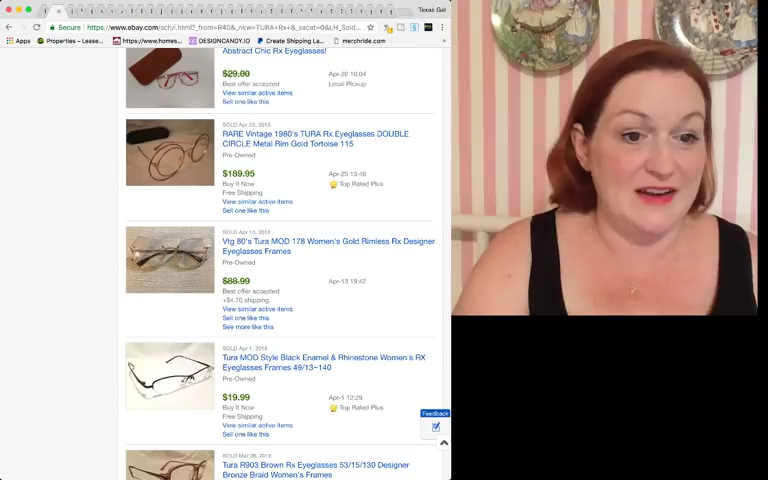 Texas Gal
Secure
https://www.ebay.com/sch/i.html?_from=R40&_nkw=TURA+Rx+&_sacat=0&LH_Sold...
Apps
Properties – Lease...
https://www.homes...
DESIGNCANDY.IO
Create Shipping La...
merchride.com
Abstract Chic Rx Eyeglasses!
$29.00
Apr-26 10:04
Best offer accepted
Local Pickup
View similar active items
Sell one like this
SOLD Apr 25, 2018
RARE Vintage 1980's TURA Rx Eyeglasses DOUBLE
CIRCLE Metal Rim Gold Tortoise 115
Pre-Owned
$189.95
Apr-25 13:49
Buy It Now
Top Rated Plus
Free Shipping
View similar active items
Sell one like this
SOLD Apr 13, 2018
Vtg 80's Tura MOD 178 Women's Gold Rimless Rx Designer
Eyeglasses Frames
Pre-Owned
$88.99
Apr-13 19:42
Best offer accepted
+$4.70 shipping
View similar active items
Sell one like this
See more like this
SOLD Apr 1, 2018
Tura MOD Style Black Enamel & Rhinestone Women's RX
Eyeglasses Frames 49/13~140
Pre-Owned
$19.99
Apr-1 12:29
Buy It Now
Top Rated Plus
Free Shipping
View similar active items
Sell one like this
Feedback
SOLD Mar 26, 2018
Tura R903 Brown Rx Eyeglasses 53/15/130 Designer
Bronze Braid Women's Frames